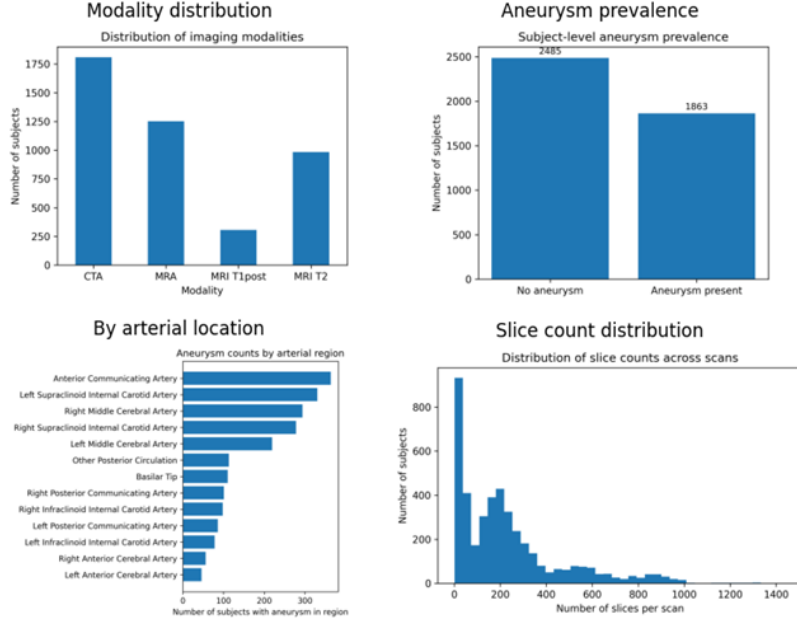 Modality distribution
Distribution of imaging modalities
Number of subjects
1750
1500
1250
1000
750
500
250
0
CTA
MRA
MRI T1post
MRI T2
Modality
Aneurysm prevalence
Subject-level aneurysm prevalence
Number of subjects
2500
2000
1500
1000
500
0
2485
1863
No aneurysm
Aneurysm present
By arterial location
Aneurysm counts by arterial region
Anterior Communicating Artery
Left Supraclinoid Internal Carotid Artery
Right Middle Cerebral Artery
Right Supraclinoid Internal Carotid Artery
Left Middle Cerebral Artery
Other Posterior Circulation
Basilar Tip
Right Posterior Communicating Artery
Right Infraclinoid Internal Carotid Artery
Left Posterior Communicating Artery
Left Infraclinoid Internal Carotid Artery
Right Anterior Cerebral Artery
Left Anterior Cerebral Artery
0
100
200
300
Number of subjects with aneurysm in region
Slice count distribution
Distribution of slice counts across scans
Number of subjects
800
600
400
200
0
0
200
400
600
800
1000
1200
1400
Number of slices per scan